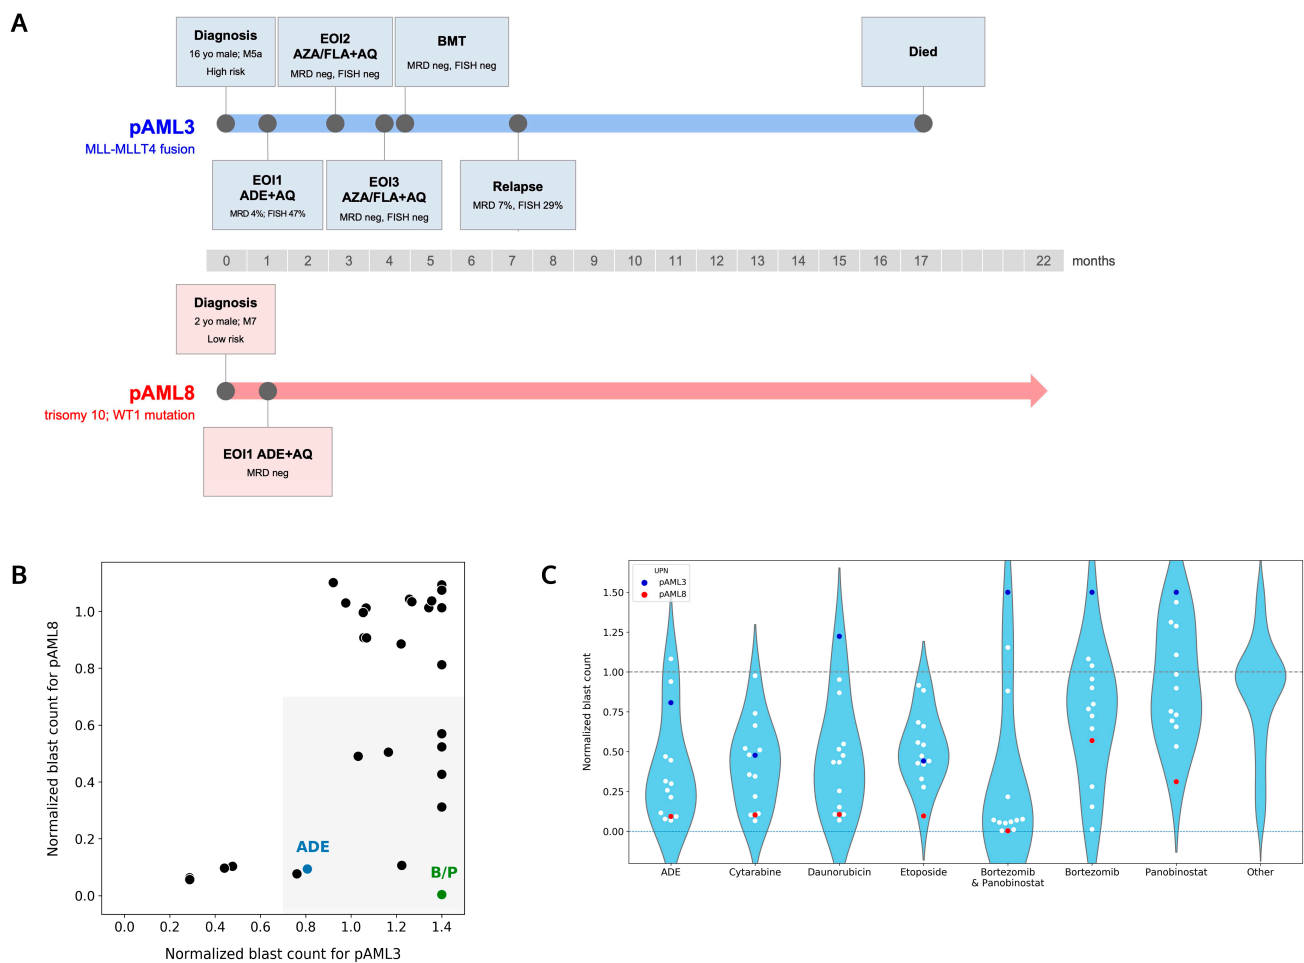 A
Diagnosis
16 yo male; M5a
High risk
EOI2
AZA/FLA+AQ
MRD neg, FISH neg
BMT
MRD neg, FISH neg
Died
pAML3
MLL-MLLT4 fusion
EOI1
ADE+AQ
MRD 4%; FISH 47%
EOI3
AZA/FLA+AQ
MRD neg, FISH neg
Relapse
MRD 7%, FISH 29%
0 1 2 3 4 5 6 7 8 9 10 11 12 13 14 15 16 17 22 months
Diagnosis
2 yo male; M7
Low risk
pAML8
trisomy 10; WT1 mutation
EOI1 ADE+AQ
MRD neg
B
Normalized blast count for pAML8
1.0
0.8
0.6
0.4
0.2
0.0
ADE
B/P
0.0 0.2 0.4 0.6 0.8 1.0 1.2 1.4
Normalized blast count for pAML3
C
UPN
pAML3
pAML8
Normalized blast count
1.50
1.25
1.00
0.75
0.50
0.25
0.00
ADE Cytarabine Daunorubicin Etoposide Bortezomib Bortezomib Panobinostat Other
& Panobinostat